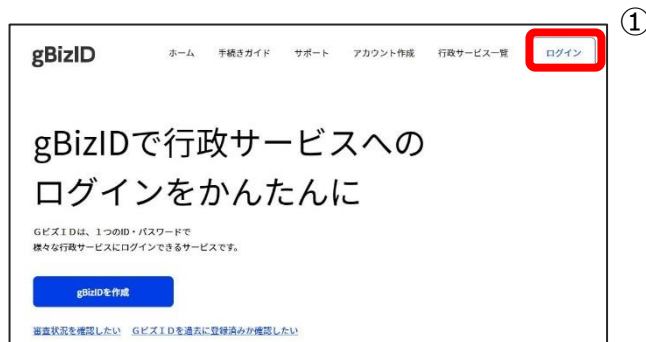 ①
gBizID ホーム 手続きガイド サポート アカウント作成 行政サービス一覧 ログイン
gBizIDで行政サービスへの
ログインをかんたんに
GビズIDは、1つのID・パスワードで
様々な行政サービスにログインできるサービスです。
gBizIDを作成
審査状況を確認したい GビズIDを過去に登録済みか確認したい